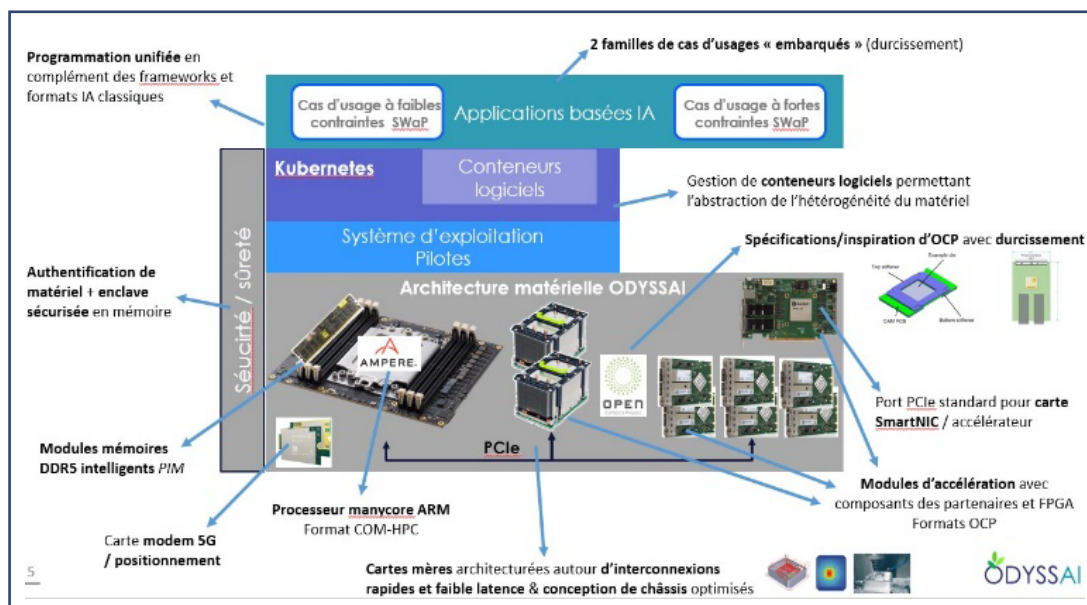 Programmation unifiée en
complément des frameworks et
formats IA classiques
2 familles de cas d'usages « embarqués » (durcissement)
Cas d'usage à faibles
contraintes SWaP
Applications basées IA
Cas d'usage à fortes
contraintes SWaP
Kubernetes
Conteneurs
logiciels
Gestion de conteneurs logiciels permettant
l'abstraction de l'hétérogénéité du matériel
Système d'exploitation
Pilotes
Spécifications/inspiration d'OCP avec durcissement
Séucirté / sûreté
Authentification de
matériel + enclave
sécurisée en mémoire
Architecture matérielle ODYSSAI
AMPERE
OPEN
Port PCIe standard pour carte
SmartNIC / accélérateur
Modules mémoires
DDR5 intelligents PIM
PCIe
Modules d'accélération avec
composants des partenaires et FPGA
Formats OCP
Processeur manycore ARM
Format COM-HPC
Carte modem 5G
/ positionnement
Cartes mères architecturées autour d'interconnexions
rapides et faible latence & conception de châssis optimisés
5
ODYSSAI